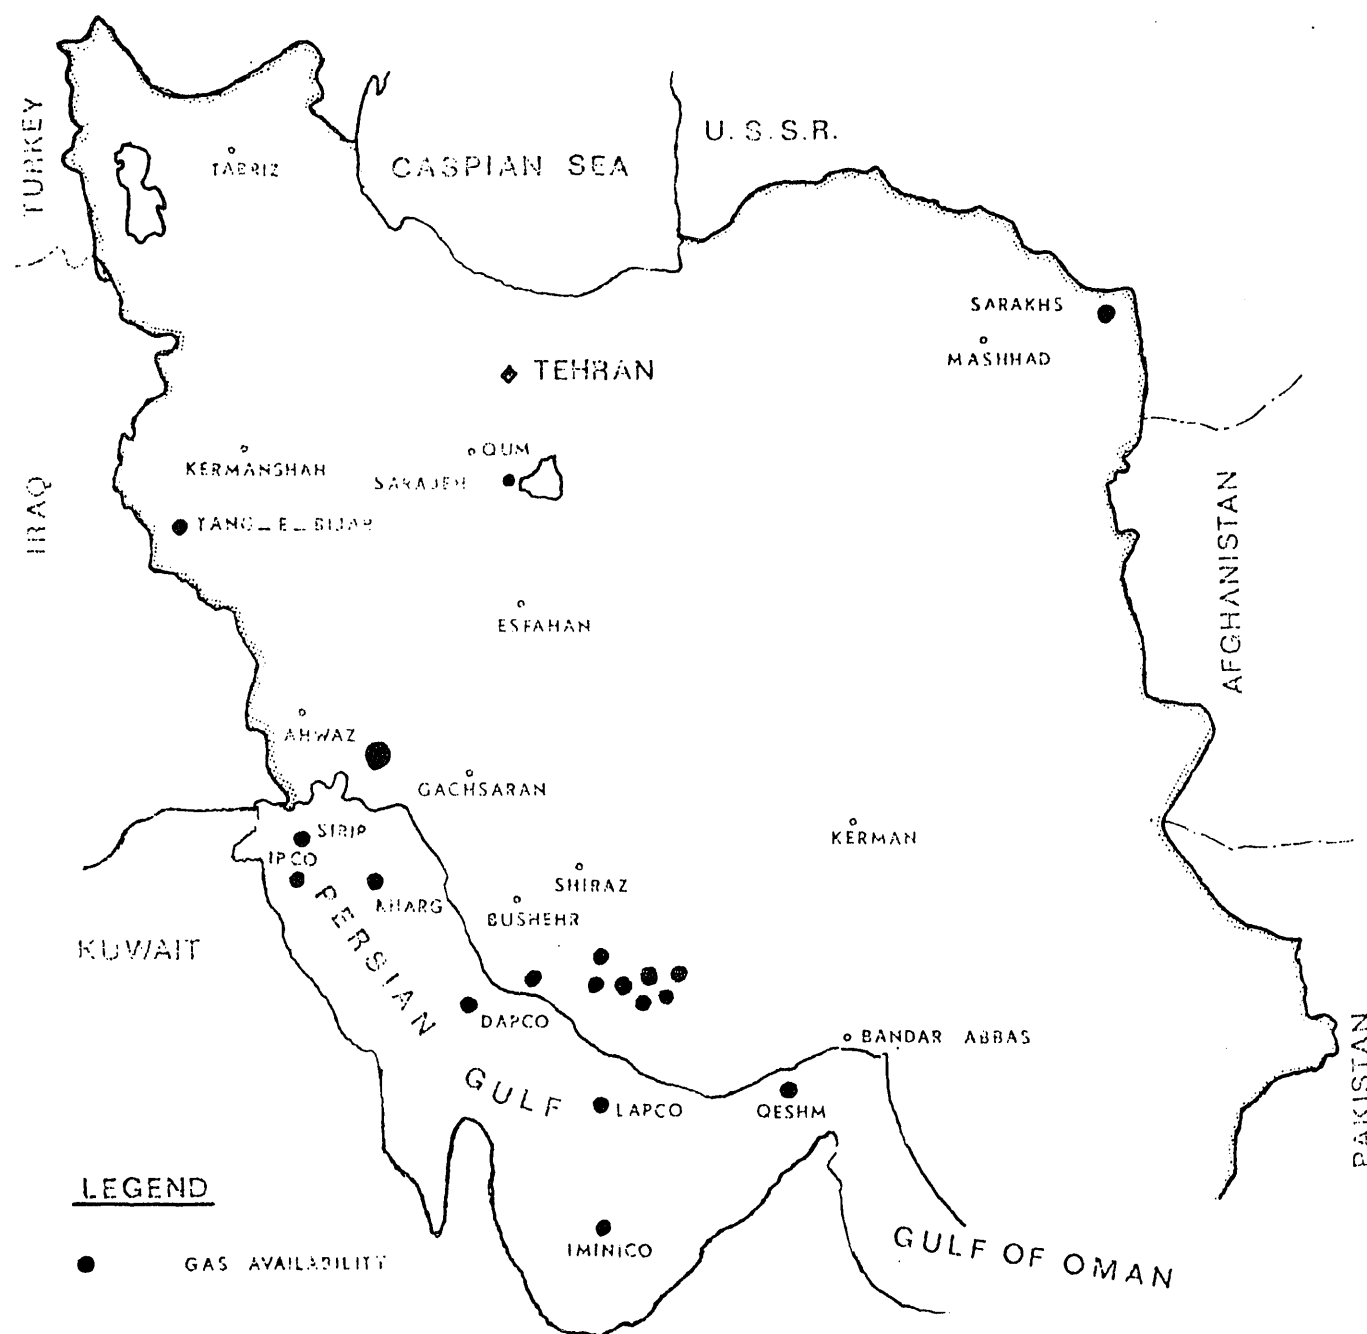 TURKEY
TABRIZ
CASPIAN SEA
U.S.S.R.
SARAKHS
MASHHAD
TEHRAN
QUM
SARAJEH
KERMANSHAH
IRAQ
TANG_E_BIJAR
AFGHANISTAN
ESFAHAN
AHWAZ
GACHSARAN
SIRIP
IPCO
KERMAN
SHIRAZ
KHARG
BUSHEHR
KUWAIT
PERSIAN GULF
DAPCO
BANDAR ABBAS
PAKISTAN
LAPCO
QESHM
LEGEND
IMINICO
GULF OF OMAN
GAS AVAILABILITY